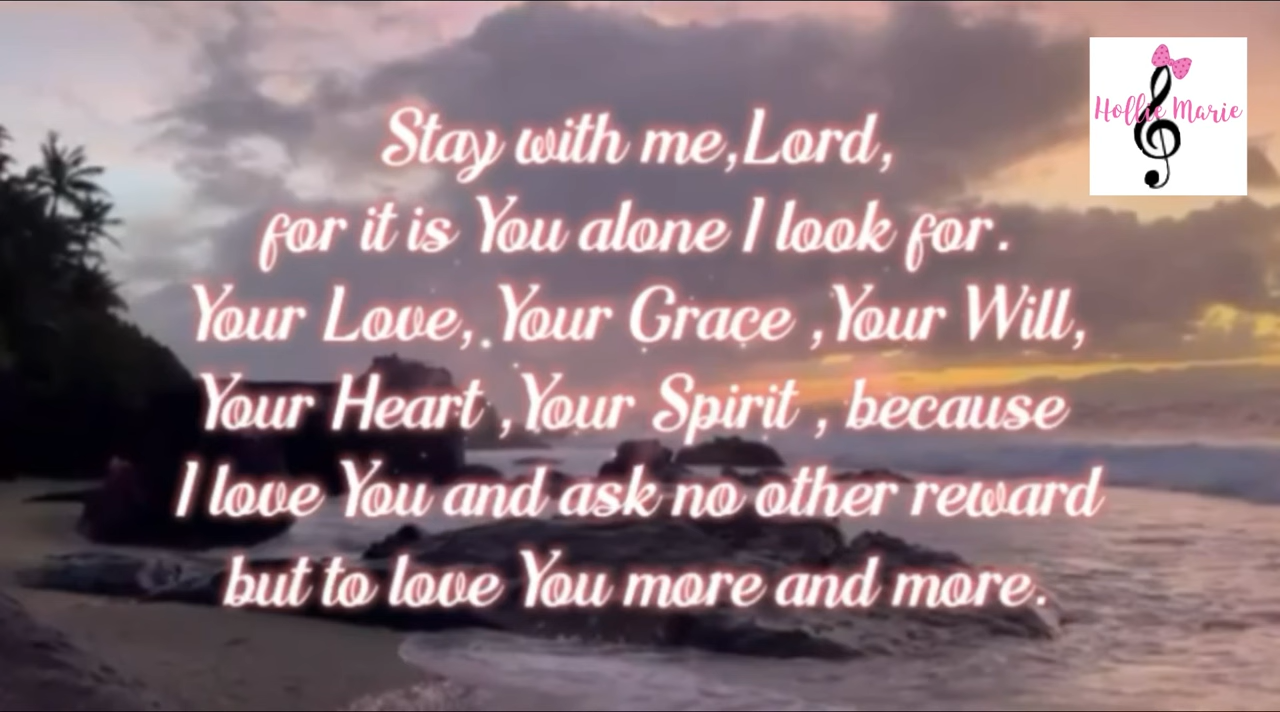 Hollie Marie
Stay with me,Lord,
for it is You alone I look for.
Your Love, Your Grace ,Your Will,
Your Heart ,Your Spirit , because
I love You and ask no other reward
but to love You more and more.